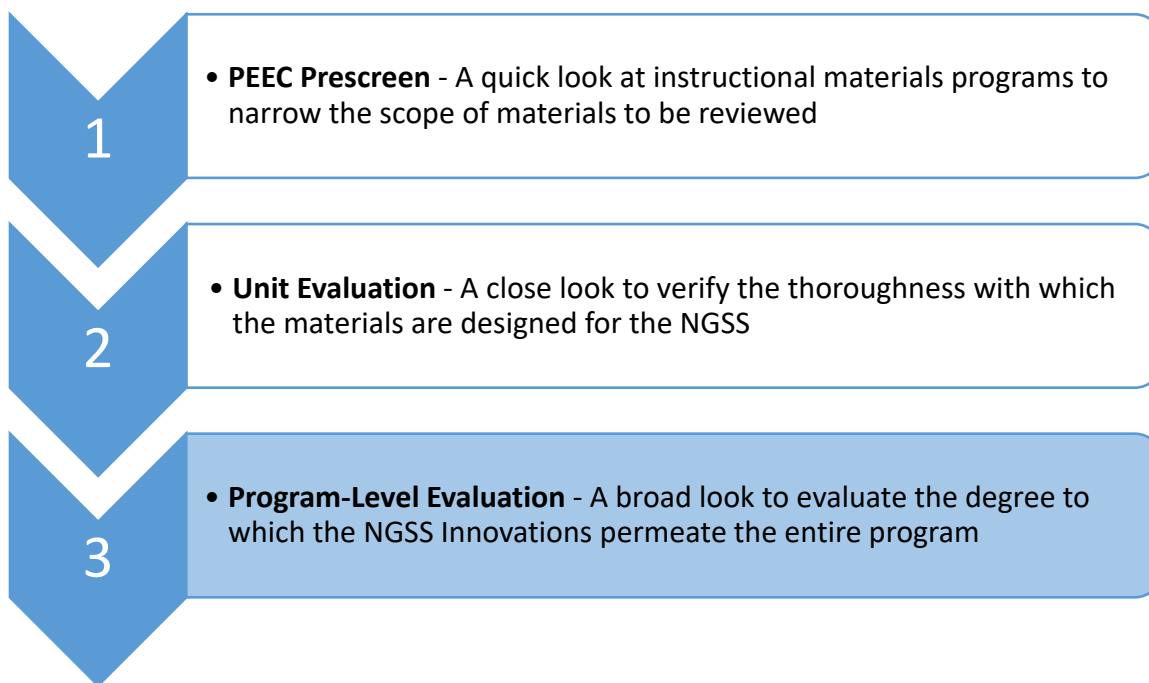 1
• PEEC Prescreen - A quick look at instructional materials programs to
narrow the scope of materials to be reviewed
2
• Unit Evaluation - A close look to verify the thoroughness with which
the materials are designed for the NGSS
3
• Program-Level Evaluation - A broad look to evaluate the degree to
which the NGSS Innovations permeate the entire program